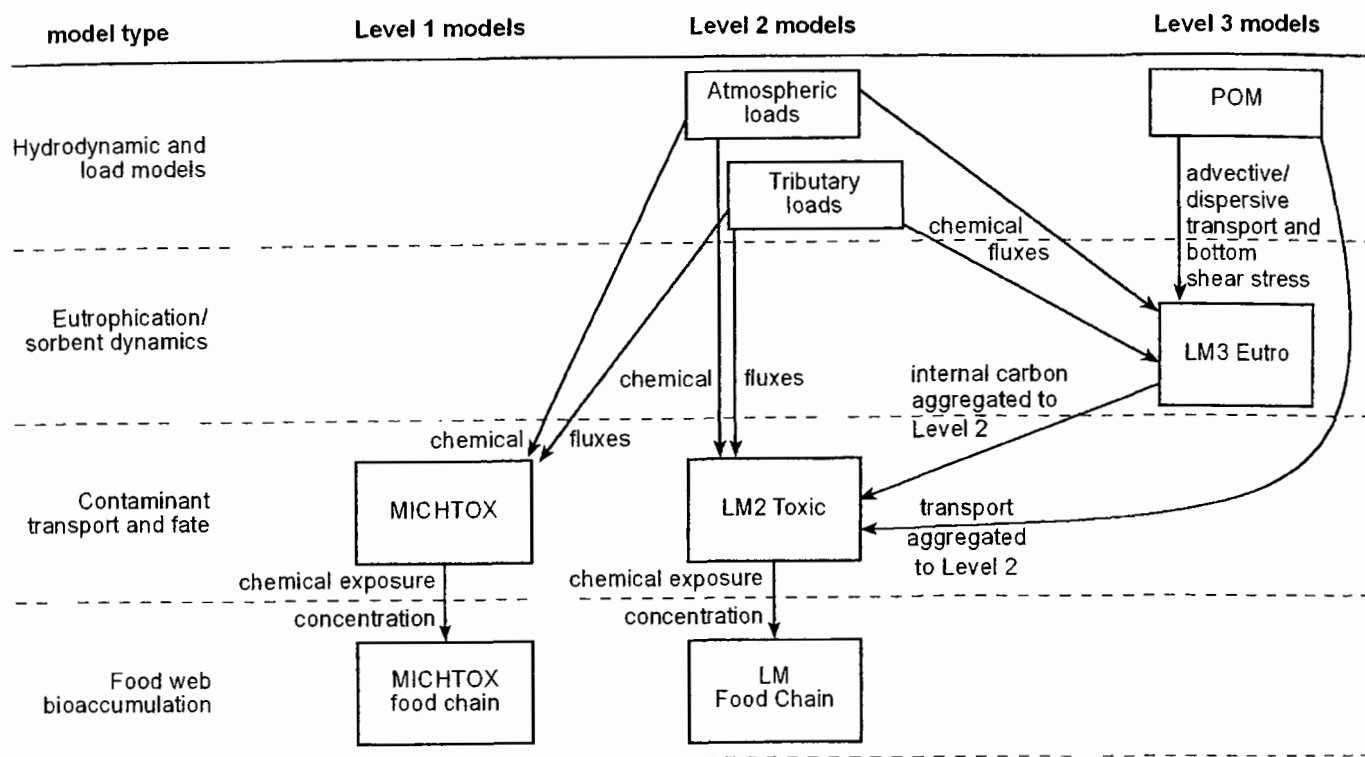 model type
Level 1 models
Level 2 models
Level 3 models
Hydrodynamic and
load models
Atmospheric
loads
Tributary
loads
POM
advective/
dispersive
transport and
bottom
shear stress
chemical
fluxes
Eutrophication/
sorbent dynamics
LM3 Eutro
chemical fluxes
internal carbon
aggregated to
Level 2
chemical fluxes
Contaminant
transport and fate
MICHTOX
LM2 Toxic
transport
aggregated
to Level 2
chemical exposure
concentration
chemical exposure
concentration
Food web
bioaccumulation
MICHTOX
food chain
LM
Food Chain